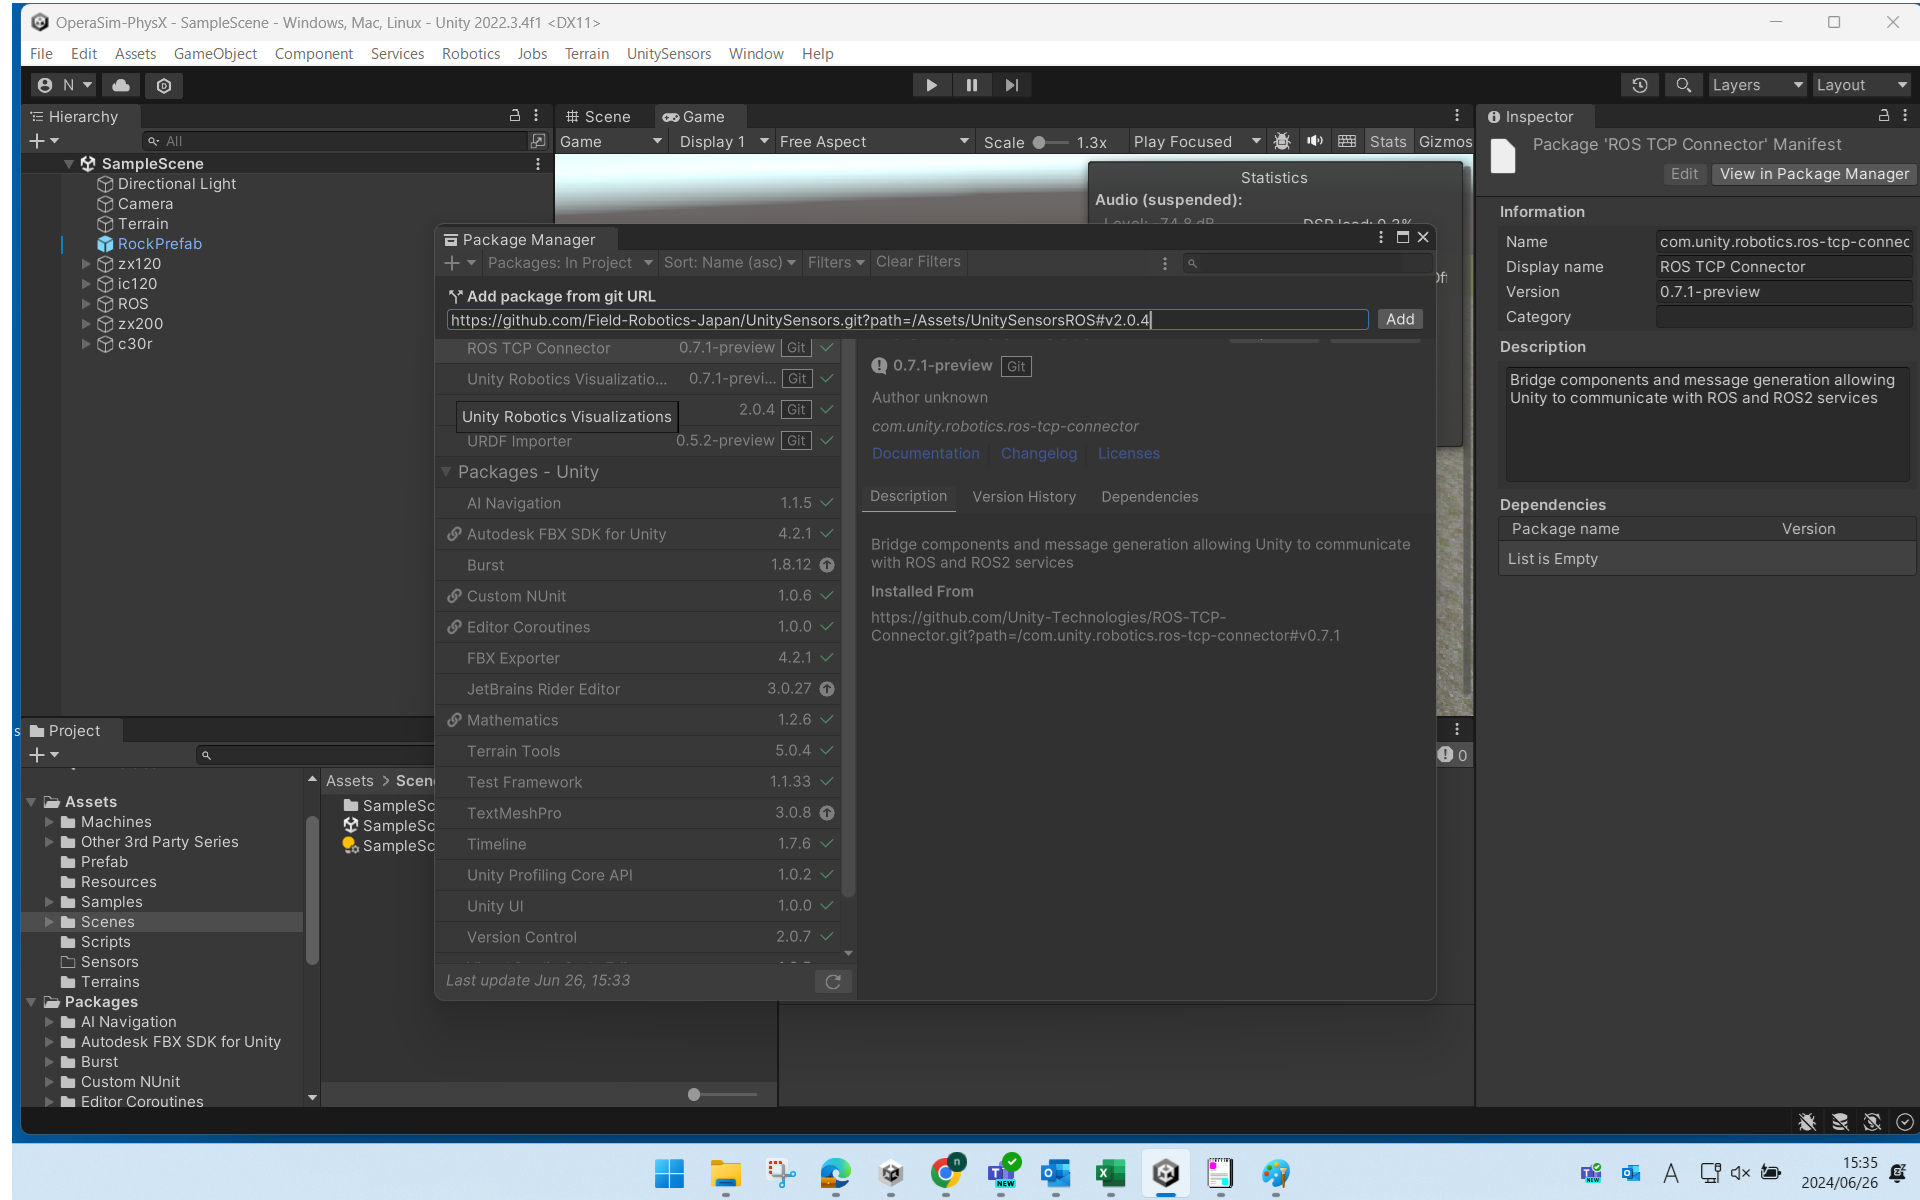 OperaSim-PhysX - SampleScene - Windows, Mac, Linux - Unity 2022.3.4f1 <DX11>
File Edit Assets GameObject Component Services Robotics Jobs Terrain UnitySensors Window Help
N
Layers
Layout
Hierarchy
All
SampleScene
Directional Light
Camera
Terrain
RockPrefab
zx120
ic120
ROS
zx200
c30r
Scene
Game
Game
Display 1
Free Aspect
Scale
1.3x
Play Focused
Stats
Gizmos
Statistics
Audio (suspended):
Level: -74.8 dB
DSP load: 0.3%
Package Manager
Packages: In Project
Sort: Name (asc)
Filters
Clear Filters
Add package from git URL
https://github.com/Field-Robotics-Japan/UnitySensors.git?path=/Assets/UnitySensorsROS#v2.0.4
Add
ROS TCP Connector 0.7.1-preview Git
Unity Robotics Visualizatio... 0.7.1-previ... Git
2.0.4 Git
Unity Robotics Visualizations
URDF Importer 0.5.2-preview Git
Packages - Unity
AI Navigation 1.1.5
Autodesk FBX SDK for Unity 4.2.1
Burst 1.8.12
Custom NUnit 1.0.6
Editor Coroutines 1.0.0
FBX Exporter 4.2.1
JetBrains Rider Editor 3.0.27
Mathematics 1.2.6
Terrain Tools 5.0.4
Test Framework 1.1.33
TextMeshPro 3.0.8
Timeline 1.7.6
Unity Profiling Core API 1.0.2
Unity UI 1.0.0
Version Control 2.0.7
Last update Jun 26, 15:33
0.7.1-preview Git
Author unknown
com.unity.robotics.ros-tcp-connector
Documentation Changelog Licenses
Description Version History Dependencies
Bridge components and message generation allowing Unity to communicate
with ROS and ROS2 services
Installed From
https://github.com/Unity-Technologies/ROS-TCP-
Connector.git?path=/com.unity.robotics.ros-tcp-connector#v0.7.1
Inspector
Package 'ROS TCP Connector' Manifest
Edit
View in Package Manager
Information
Name com.unity.robotics.ros-tcp-connec
Display name ROS TCP Connector
Version 0.7.1-preview
Category
Description
Bridge components and message generation allowing
Unity to communicate with ROS and ROS2 services
Dependencies
Package name Version
List is Empty
s
Project
0
Assets
Machines
Other 3rd Party Series
Prefab
Resources
Samples
Scenes
Scripts
Sensors
Terrains
Packages
AI Navigation
Autodesk FBX SDK for Unity
Burst
Custom NUnit
Editor Coroutines
Assets > Scen
SampleSc
SampleSc
SampleSc
n
NEW
A
15:35
2024/06/26